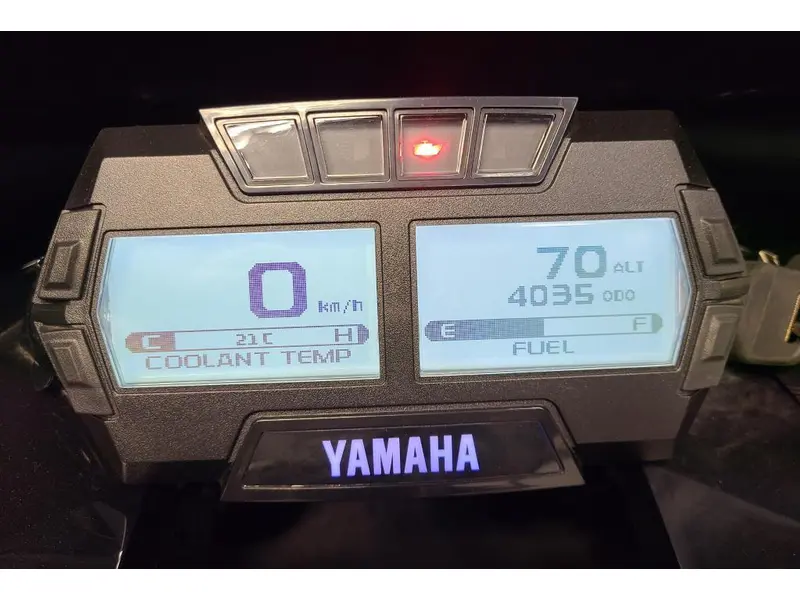 0 km/h
C 21C H
COOLANT TEMP
70 ALT
4035 ODO
E F
FUEL
YAMAHA